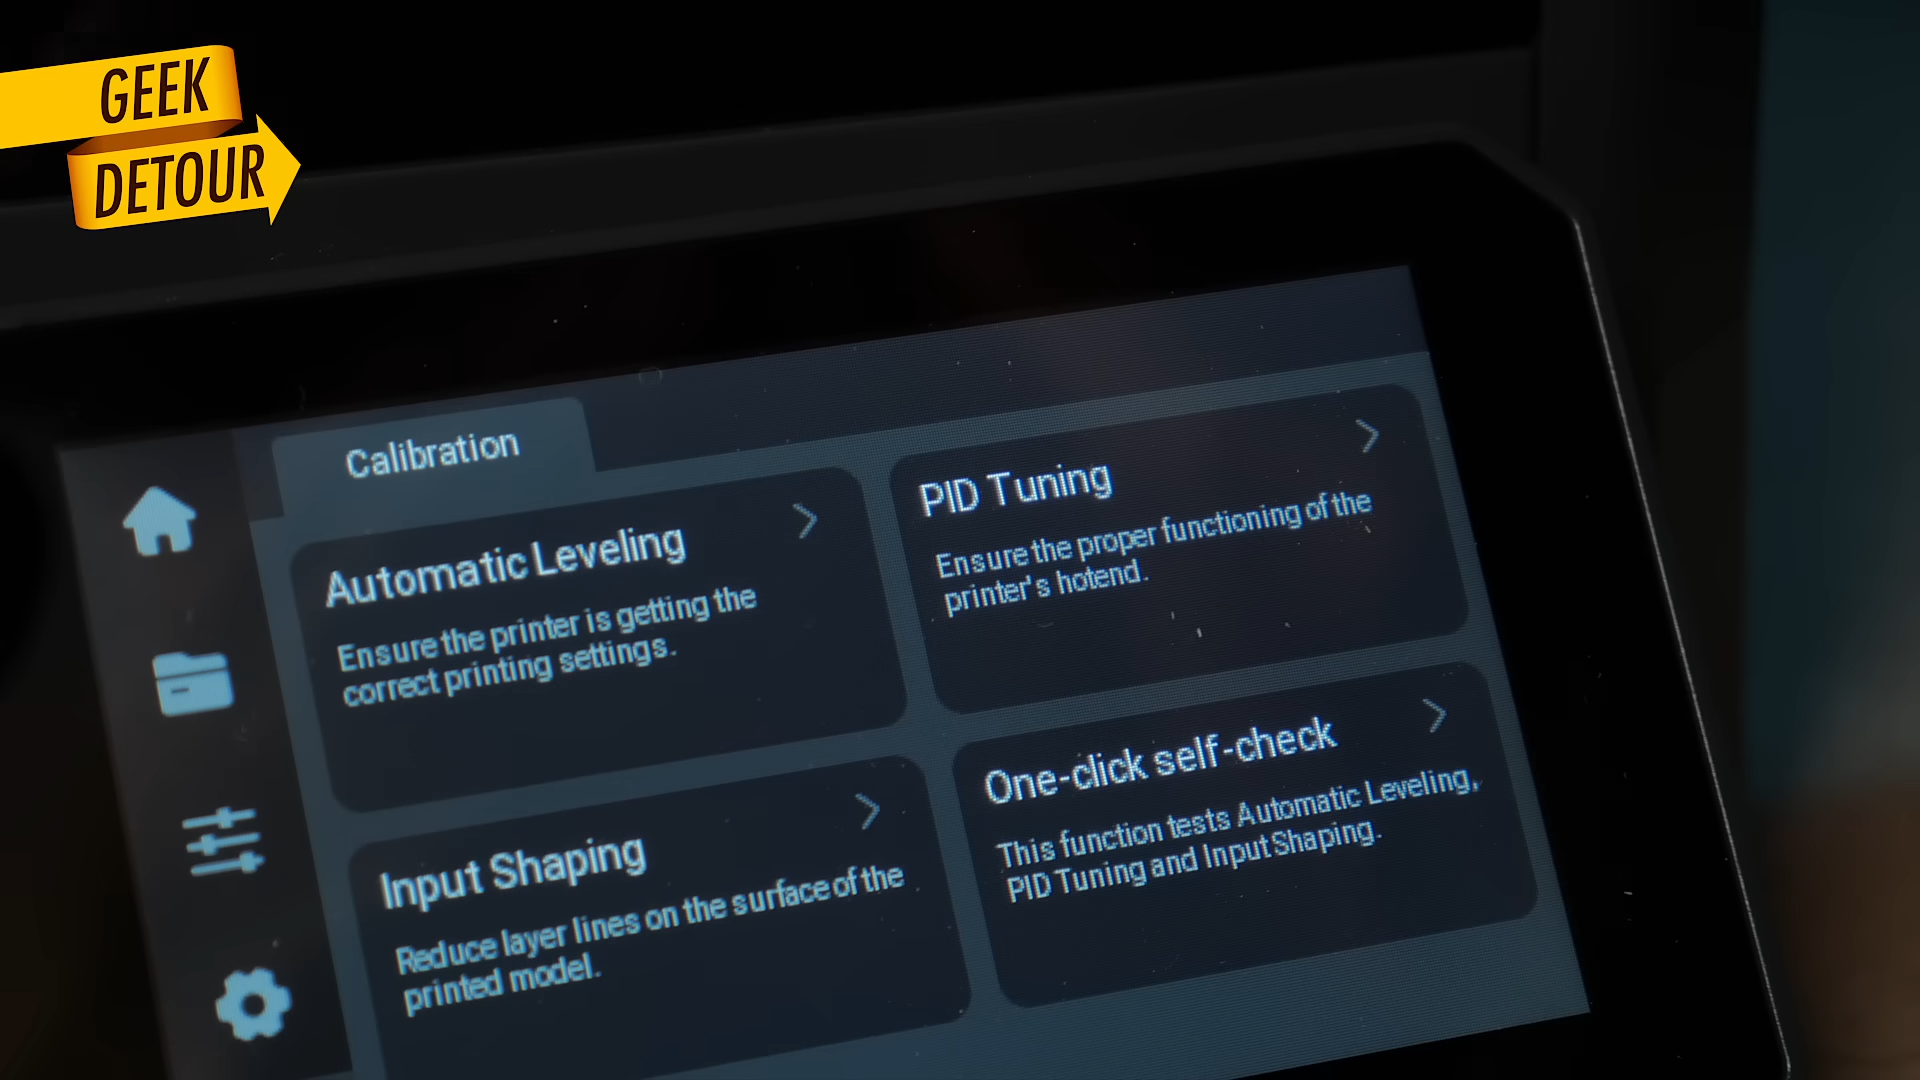 GEEK
DETOUR
Calibration
Automatic Leveling
Ensure the printer is getting the
correct printing settings.
PID Tuning
Ensure the proper functioning of the
printer's hotend.
Input Shaping
Reduce layer lines on the surface of the
printed model.
One-click self-check
This function tests Automatic Leveling,
PID Tuning and Input Shaping.